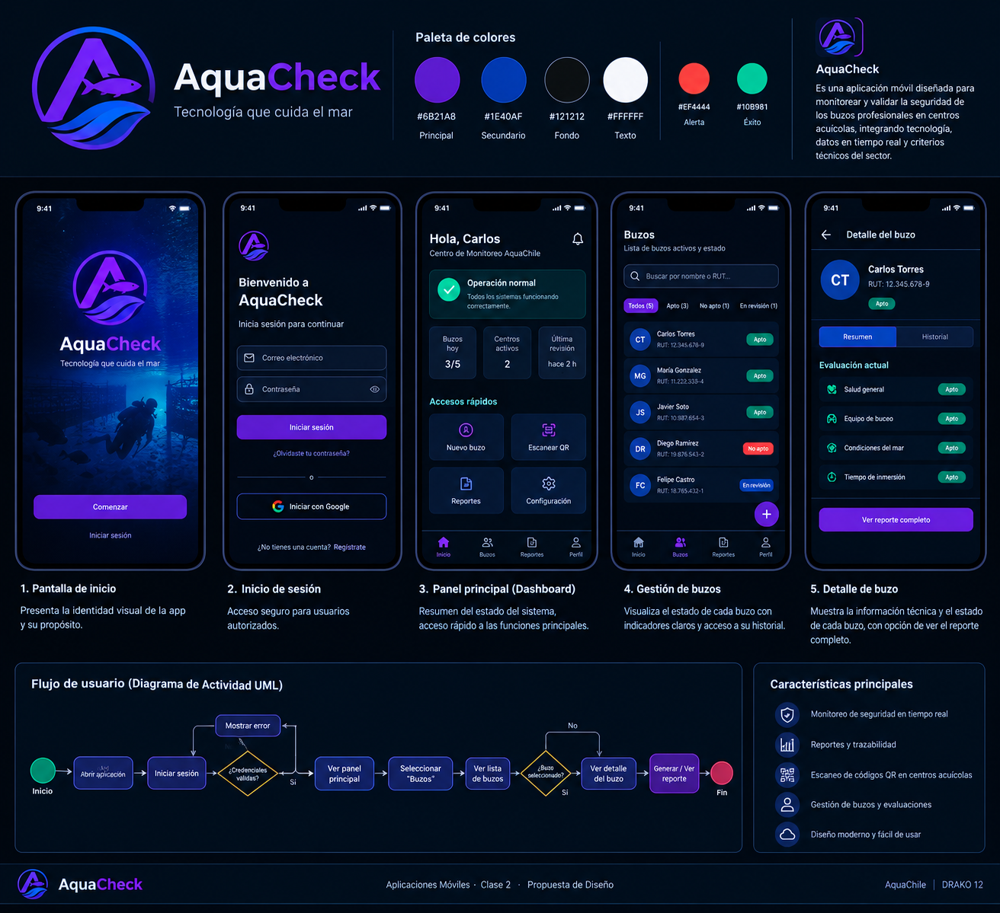 AquaCheck
Tecnología que cuida el mar
Paleta de colores
#6B21A8
Principal
#1E40AF
Secundario
#121212
Fondo
#FFFFFF
Texto
#EF4444
Alerta
#10B981
Éxito
AquaCheck
Es una aplicación móvil diseñada para
monitorear y validar la seguridad de
los buzos profesionales en centros
acuícolas, integrando tecnología,
datos en tiempo real y criterios
técnicos del sector.
9:41
AquaCheck
Tecnología que cuida el mar
Comenzar
Iniciar sesión
9:41
Bienvenido a
AquaCheck
Inicia sesión para continuar
Correo electrónico
Contraseña
Iniciar sesión
¿Olvidaste tu contraseña?
o
Iniciar con Google
¿No tienes una cuenta? Regístrate
9:41
Hola, Carlos
Centro de Monitoreo AquaChile
Operación normal
Todos los sistemas funcionando
correctamente.
Buzos
hoy
3/5
Centros
activos
2
Última
revisión
hace 2 h
Accesos rápidos
Nuevo buzo
Escanear QR
Reportes
Configuración
Inicio
Buzos
Reportes
Perfil
9:41
Buzos
Lista de buzos activos y estado
Buscar por nombre o RUT...
Todos (5)
Apto (3)
No apto (1)
En revisión (1)
CT
Carlos Torres
RUT: 12.345.678-9
Apto
MG
María Gonzalez
RUT: 11.222.333-4
Apto
JS
Javier Soto
RUT: 10.987.654-3
Apto
DR
Diego Ramírez
RUT: 19.876.543-2
No apto
FC
Felipe Castro
RUT: 18.765.432-1
En revisión
+
Inicio
Buzos
Reportes
Perfil
9:41
Detalle del buzo
CT
Carlos Torres
RUT: 12.345.678-9
Apto
Resumen
Historial
Evaluación actual
Salud general
Apto
Equipo de buceo
Apto
Condiciones del mar
Apto
Tiempo de inmersión
Apto
Ver reporte completo
1. Pantalla de inicio
Presenta la identidad visual de la app
y su propósito.
2. Inicio de sesión
Acceso seguro para usuarios
autorizados.
3. Panel principal (Dashboard)
Resumen del estado del sistema,
acceso rápido a las funciones principales.
4. Gestión de buzos
Visualiza el estado de cada buzo con
indicadores claros y acceso a su historial.
5. Detalle de buzo
Muestra la información técnica y el estado
de cada buzo, con opción de ver el reporte
completo.
Flujo de usuario (Diagrama de Actividad UML)
Inicio
Abrir aplicación
Iniciar sesión
Mostrar error
¿Credenciales
válidas?
Sí
Ver panel
principal
Seleccionar
"Buzos"
Ver lista
de buzos
¿Buzo
seleccionado?
No
Sí
Ver detalle
del buzo
Generar / Ver
reporte
Fin
Características principales
Monitoreo de seguridad en tiempo real
Reportes y trazabilidad
Escaneo de códigos QR en centros acuícolas
Gestión de buzos y evaluaciones
Diseño moderno y fácil de usar
AquaCheck
Aplicaciones Móviles · Clase 2 · Propuesta de Diseño
AquaChile | DRAKO 12